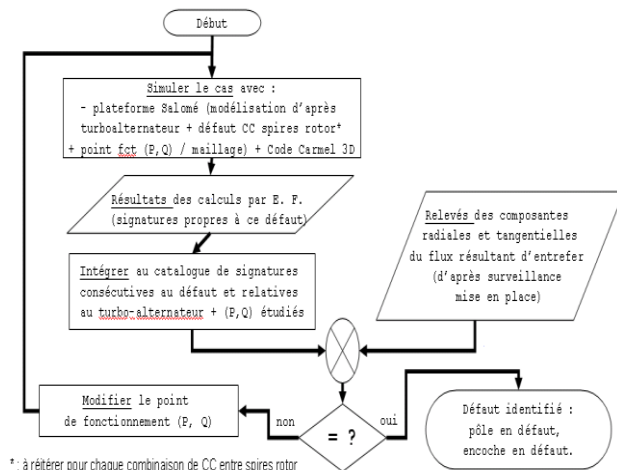 Début
Simuler le cas avec :
- plateforme Salomé (modélisation d'après
turboalternateur + défaut CC spires rotor*
+ point fct (P,Q) / maillage) + Code Carmel 3D
Résultats des calculs par E. F.
(signatures propres à ce défaut)
Relevés des composantes
radiales et tangentielles
du flux résultant d'entrefer
(d'après surveillance
mise en place)
Intégrer au catalogue de signatures
consécutives au défaut et relatives
au turbo-alternateur + (P,Q) étudiés
Modifier le point
de fonctionnement (P, Q)
non
= ?
oui
Défaut identifié :
pôle en défaut,
encoche en défaut.
* : à réitérer pour chaque combinaison de CC entre spires rotor